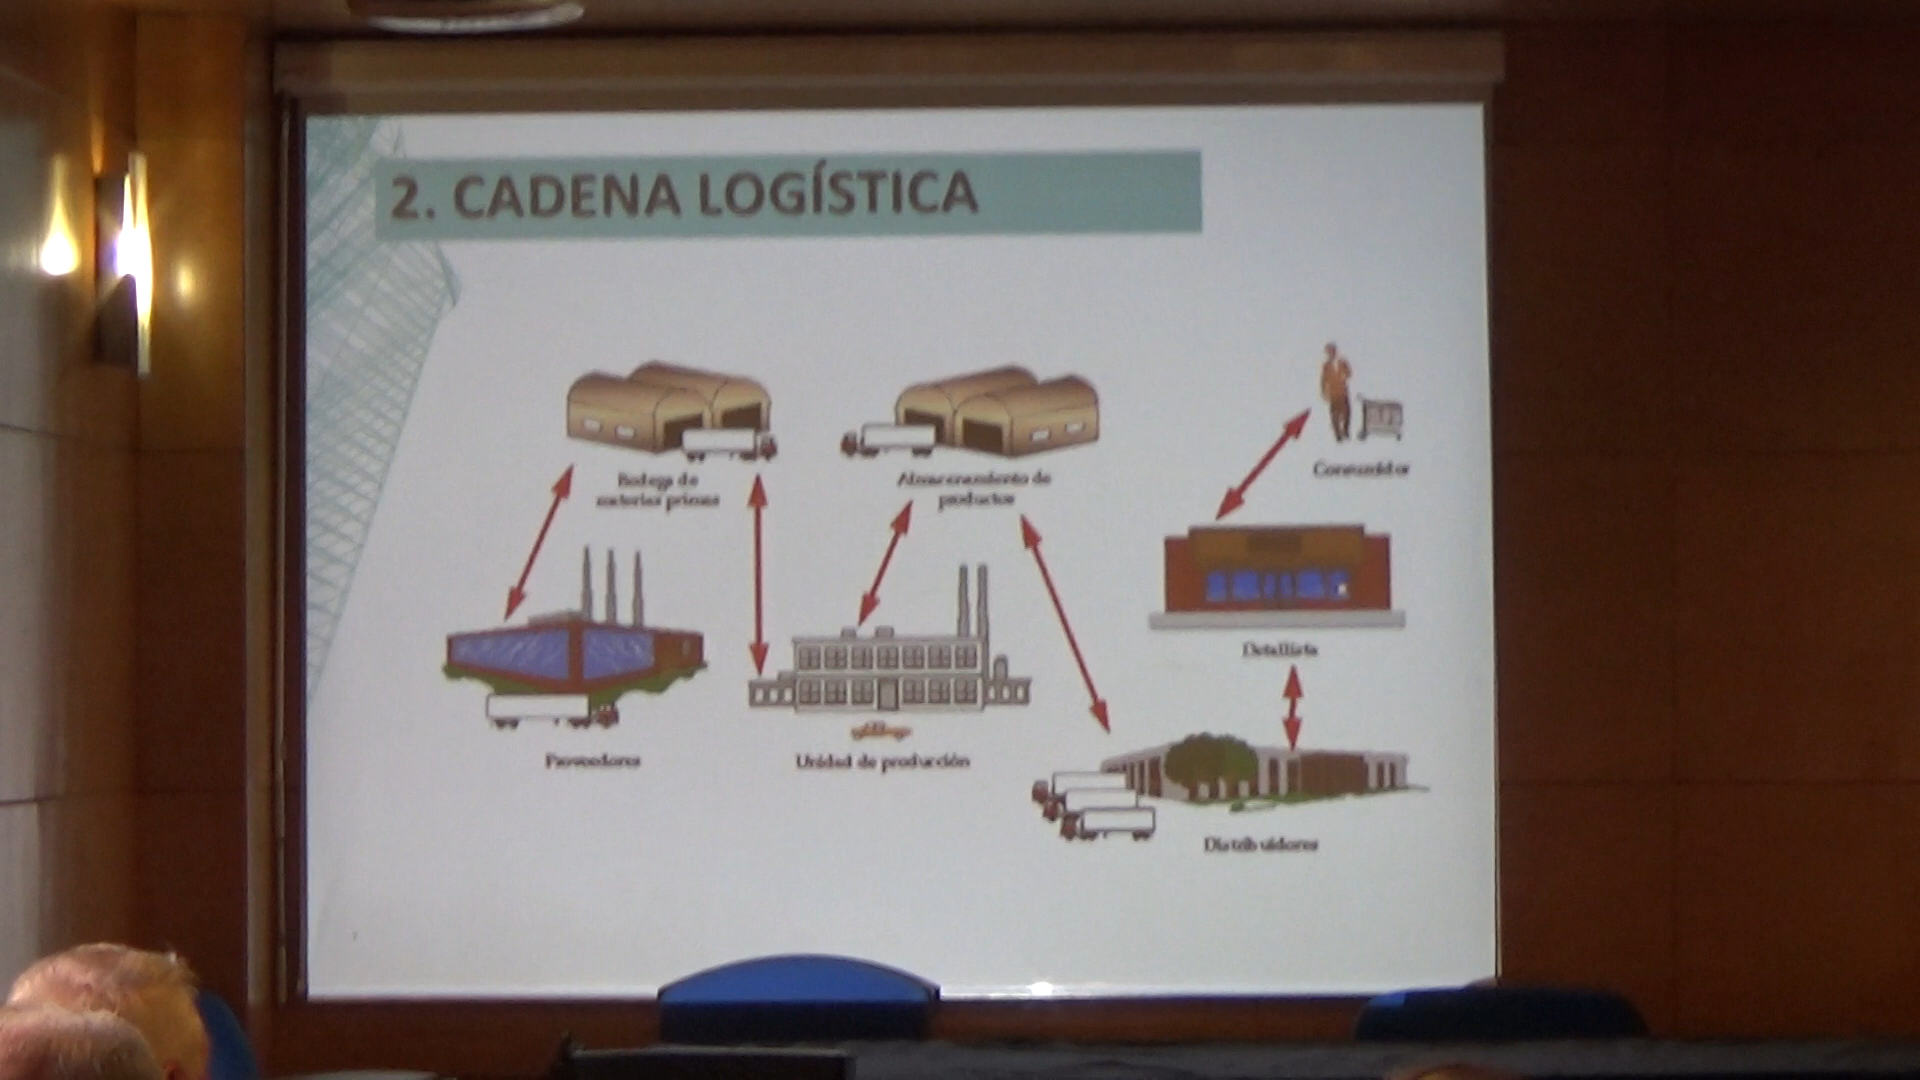 2. CADENA LOGÍSTICA
Bodega de
materias primas
Almacenamiento de
productos
Consumidor
Detallista
Proveedores
Unidad de producción
Distribuidores